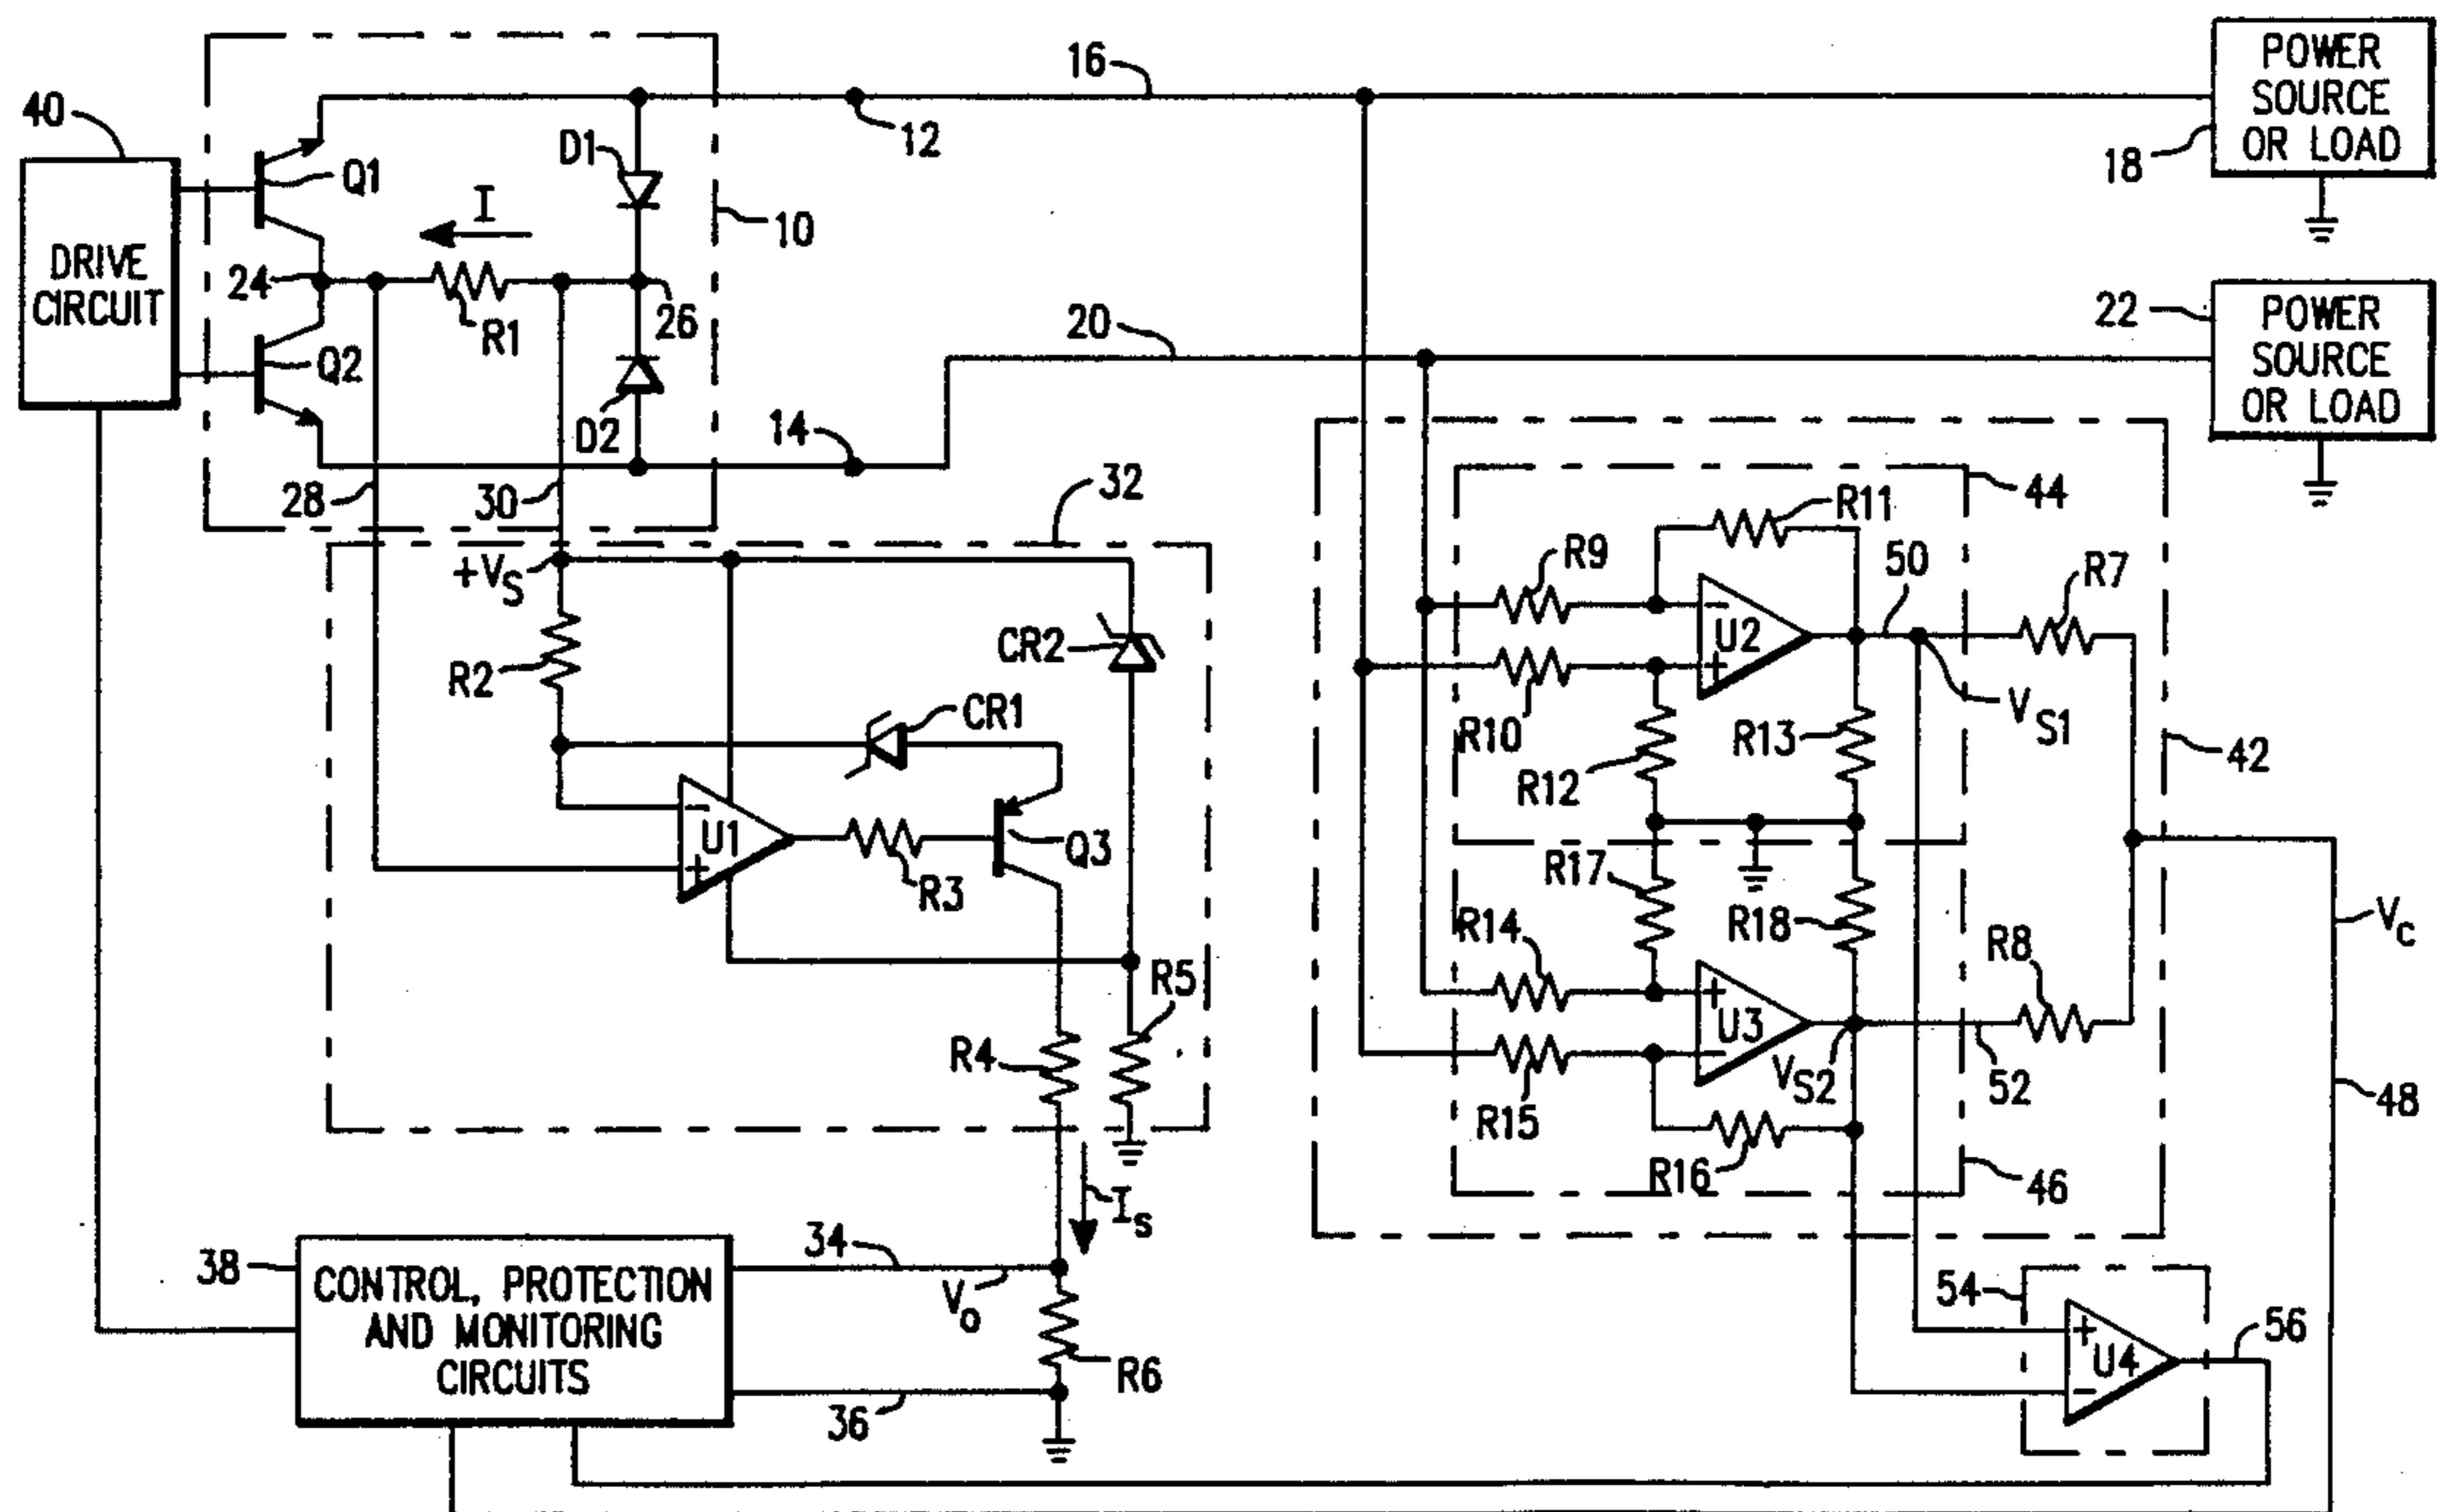 POWER
SOURCE
OR LOAD
18
16
12
40
Q1
D1
I
10
DRIVE
CIRCUIT
24
R1
26
20
22
POWER
SOURCE
OR LOAD
Q2
D2
14
28
30
32
44
+VS
R11
R9
50
R7
R2
CR2
U2
CR1
R10
R13
VS1
42
R12
U1
Q3
R3
R17
R14
R18
R8
VC
R5
U3
R4
VS2
52
48
R15
R16
46
IS
38
34
CONTROL, PROTECTION
AND MONITORING
CIRCUITS
VO
54
56
U4
R6
36